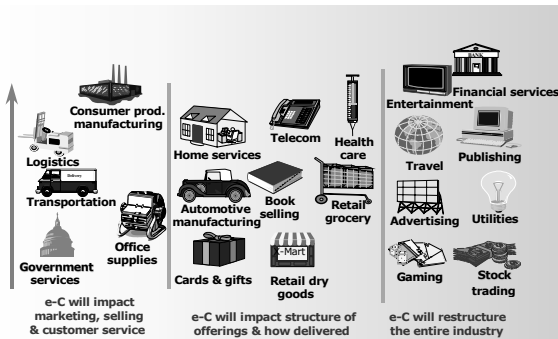 Consumer prod.
manufacturing
Logistics
Delivery
Transportation
Office
supplies
Government
services
e-C will impact
marketing, selling
& customer service
Telecom
Home services
Health
care
Automotive
manufacturing
Book
selling
Retail
grocery
Cards & gifts
X-Mart
Retail dry
goods
e-C will impact structure of
offerings & how delivered
BANK
Financial services
Entertainment
Travel
Publishing
Advertising
Utilities
Gaming
Stock
trading
e-C will restructure
the entire industry